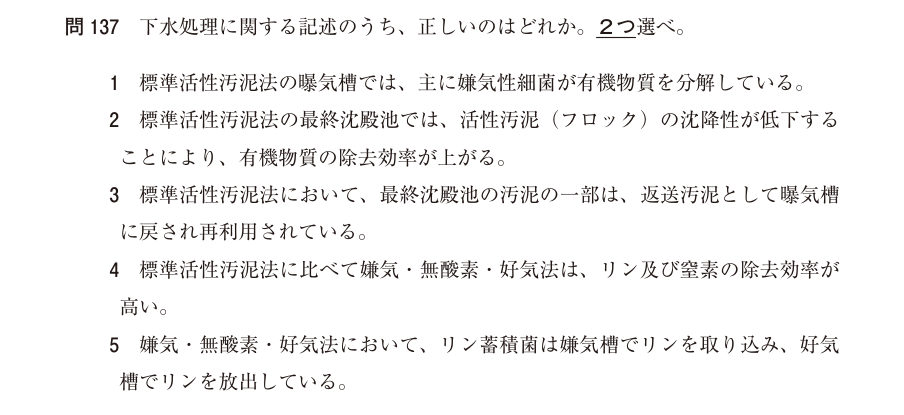 問 137　下水処理に関する記述のうち、正しいのはどれか。２つ選べ。
1　標準活性汚泥法の曝気槽では、主に嫌気性細菌が有機物質を分解している。
2　標準活性汚泥法の最終沈殿池では、活性汚泥（フロック）の沈降性が低下する
ことにより、有機物質の除去効率が上がる。
3　標準活性汚泥法において、最終沈殿池の汚泥の一部は、返送汚泥として曝気槽
に戻され再利用されている。
4　標準活性汚泥法に比べて嫌気・無酸素・好気法は、リン及び窒素の除去効率が
高い。
5　嫌気・無酸素・好気法において、リン蓄積菌は嫌気槽でリンを取り込み、好気
槽でリンを放出している。